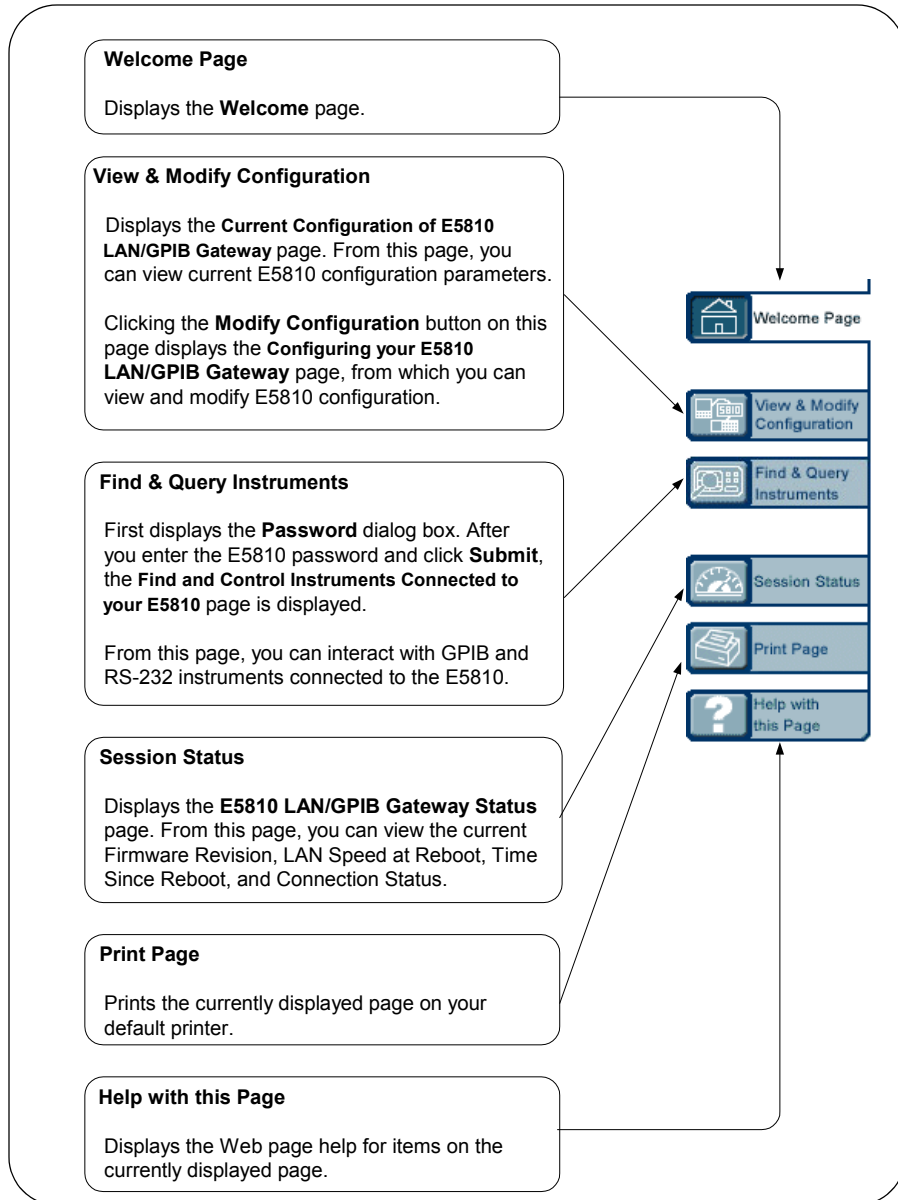 Welcome Page
Displays the Welcome page.
View & Modify Configuration
Displays the Current Configuration of E5810
LAN/GPIB Gateway page. From this page, you
can view current E5810 configuration parameters.
Clicking the Modify Configuration button on this
page displays the Configuring your E5810
LAN/GPIB Gateway page, from which you can
view and modify E5810 configuration.
Find & Query Instruments
First displays the Password dialog box. After
you enter the E5810 password and click Submit,
the Find and Control Instruments Connected to
your E5810 page is displayed.
From this page, you can interact with GPIB and
RS-232 instruments connected to the E5810.
Session Status
Displays the E5810 LAN/GPIB Gateway Status
page. From this page, you can view the current
Firmware Revision, LAN Speed at Reboot, Time
Since Reboot, and Connection Status.
Print Page
Prints the currently displayed page on your
default printer.
Help with this Page
Displays the Web page help for items on the
currently displayed page.
Welcome Page
5810
View & Modify
Configuration
Find & Query
Instruments
Session Status
Print Page
?
Help with
this Page